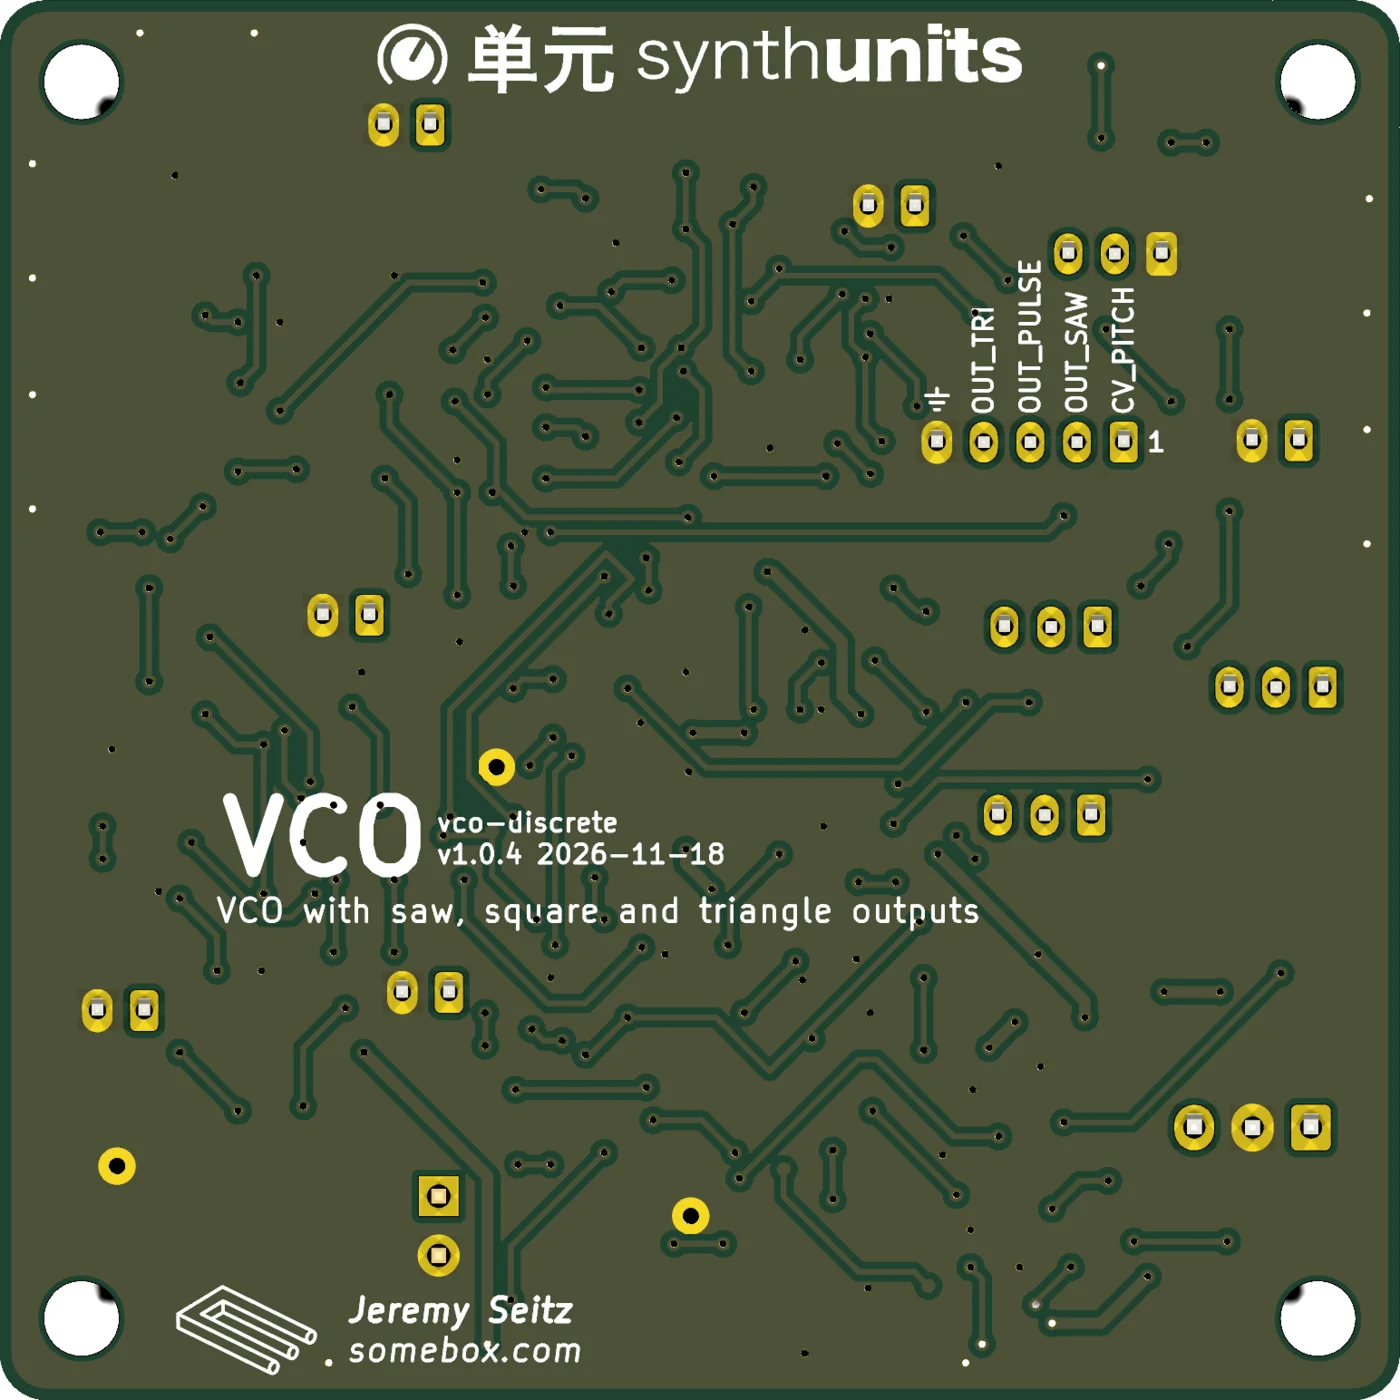 单元 synthunits
OUT_TRI
OUT_PULSE
OUT_SAW
CV_PITCH
1
VCO
vco-discrete
v1.0.4 2026-11-18
VCO with saw, square and triangle outputs
Jeremy Seitz
somebox.com